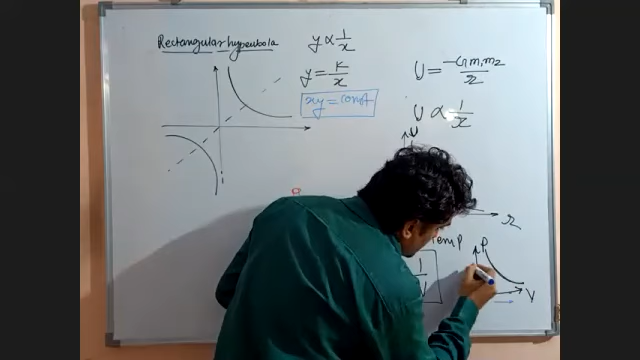 Rectangular hyperbola
y ∝ 1/x
y = K/x
xy = const
U = -Gm₁m₂/r
U ∝ 1/x
U
r
Temp
P
V